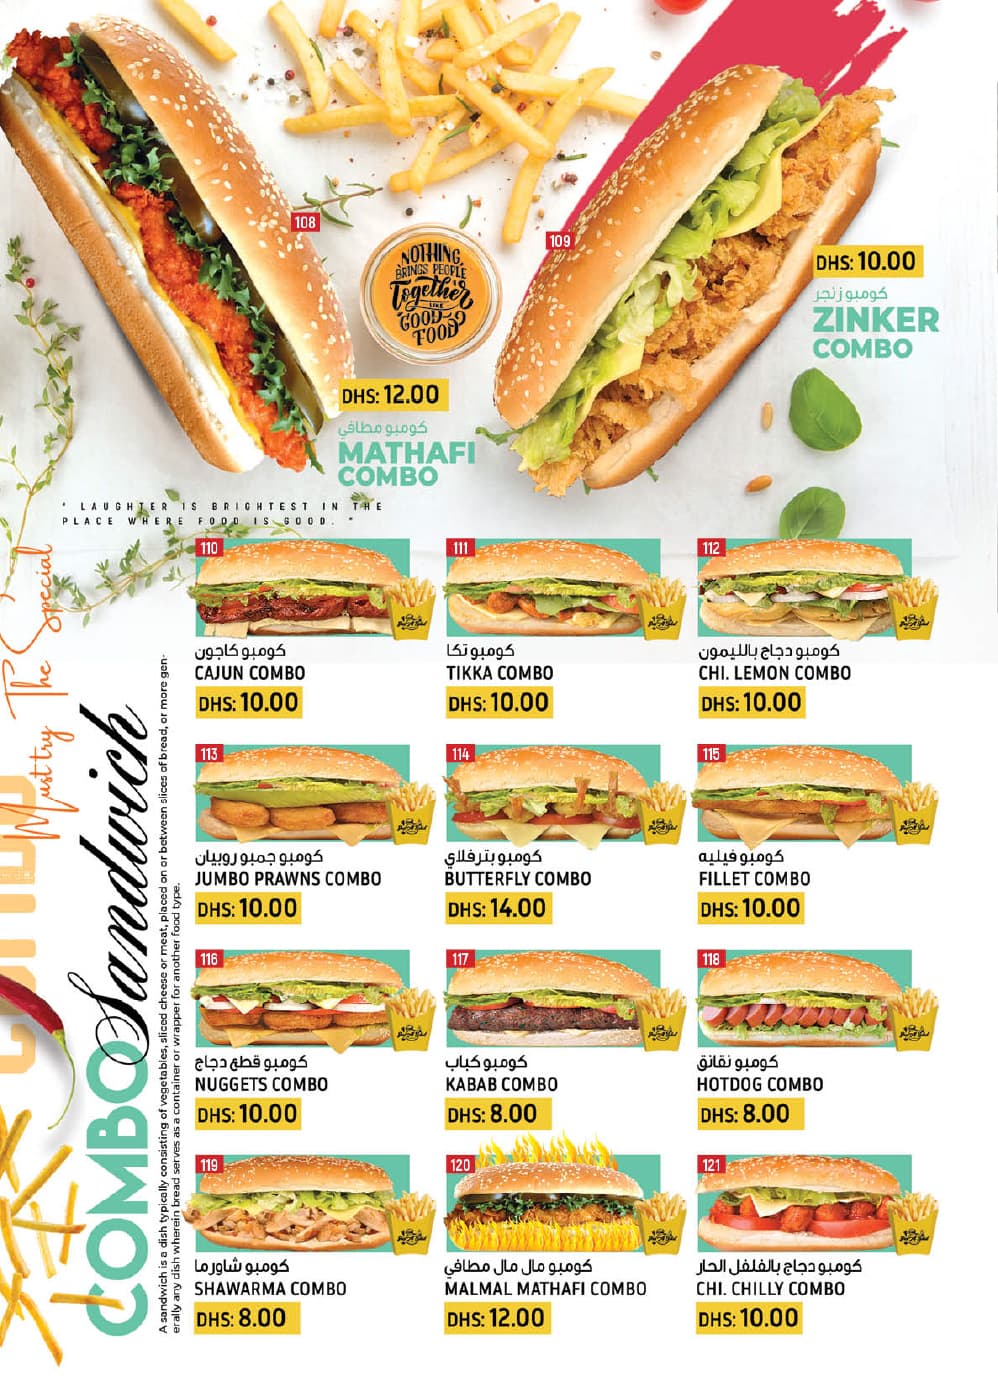 108
109
NOTHING
BRINGS PEOPLE
Together
LIKE
GOOD
FOOD
DHS: 10.00
كومبو زنجر
ZINKER
COMBO
DHS: 12.00
كومبو مطافي
MATHAFI
COMBO
" LAUGHTER IS BRIGHTEST IN THE
PLACE WHERE FOOD IS GOOD. "
Must try The Special
COMBO Sandwich
A sandwich is a dish typically consisting of vegetables, sliced cheese or meat, placed on or between slices of bread, or more gen-
erally any dish wherein bread serves as a container or wrapper for another food type.
110
كومبو كاجون
CAJUN COMBO
DHS: 10.00
111
كومبو تكا
TIKKA COMBO
DHS: 10.00
112
كومبو دجاج بالليمون
CHI. LEMON COMBO
DHS: 10.00
113
كومبو جمبو روبيان
JUMBO PRAWNS COMBO
DHS: 10.00
114
كومبو بترفلاي
BUTTERFLY COMBO
DHS: 14.00
115
كومبو فيليه
FILLET COMBO
DHS: 10.00
116
كومبو قطع دجاج
NUGGETS COMBO
DHS: 10.00
117
كومبو كباب
KABAB COMBO
DHS: 8.00
118
كومبو نقانق
HOTDOG COMBO
DHS: 8.00
119
كومبو شاورما
SHAWARMA COMBO
DHS: 8.00
120
كومبو مال مال مطافي
MALMAL MATHAFI COMBO
DHS: 12.00
121
كومبو دجاج بالفلفل الحار
CHI. CHILLY COMBO
DHS: 10.00